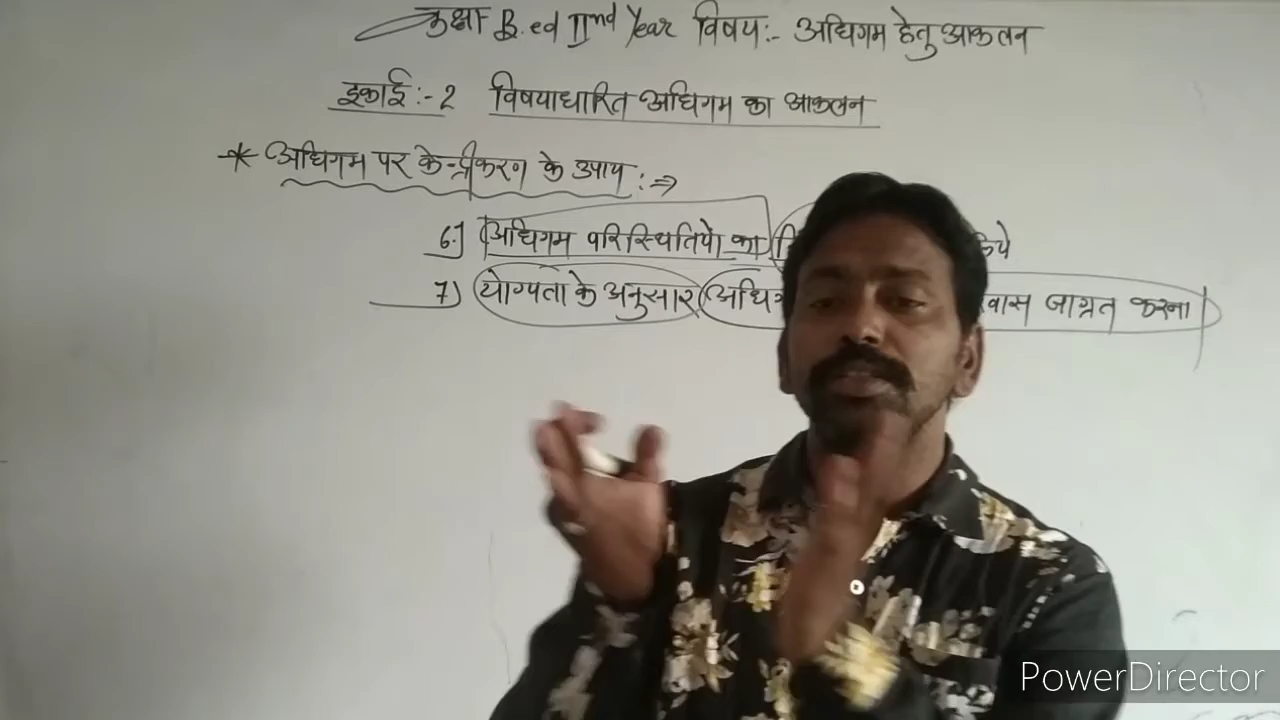 कक्षा B.ed IInd Year विषय:- अधिगम हेतु आकलन
इकाई:- 2 विषयाधारित अधिगम का आकलन
* अधिगम पर केन्द्रीकरण के उपाय :⇒
6.] अधिगम परिस्थितियो का
7) योग्यता के अनुसार जाग्रत करना
PowerDirector